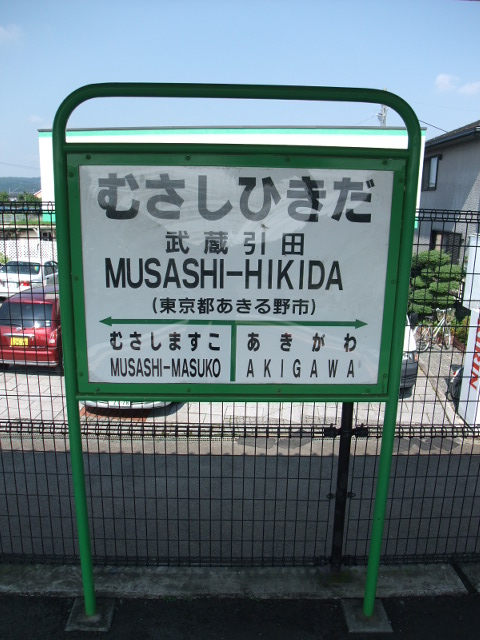 むさしひきだ
武蔵引田
MUSASHI-HIKIDA
(東京都あきる野市)
むさしますこ あきがわ
MUSASHI-MASUKO AKIGAWA